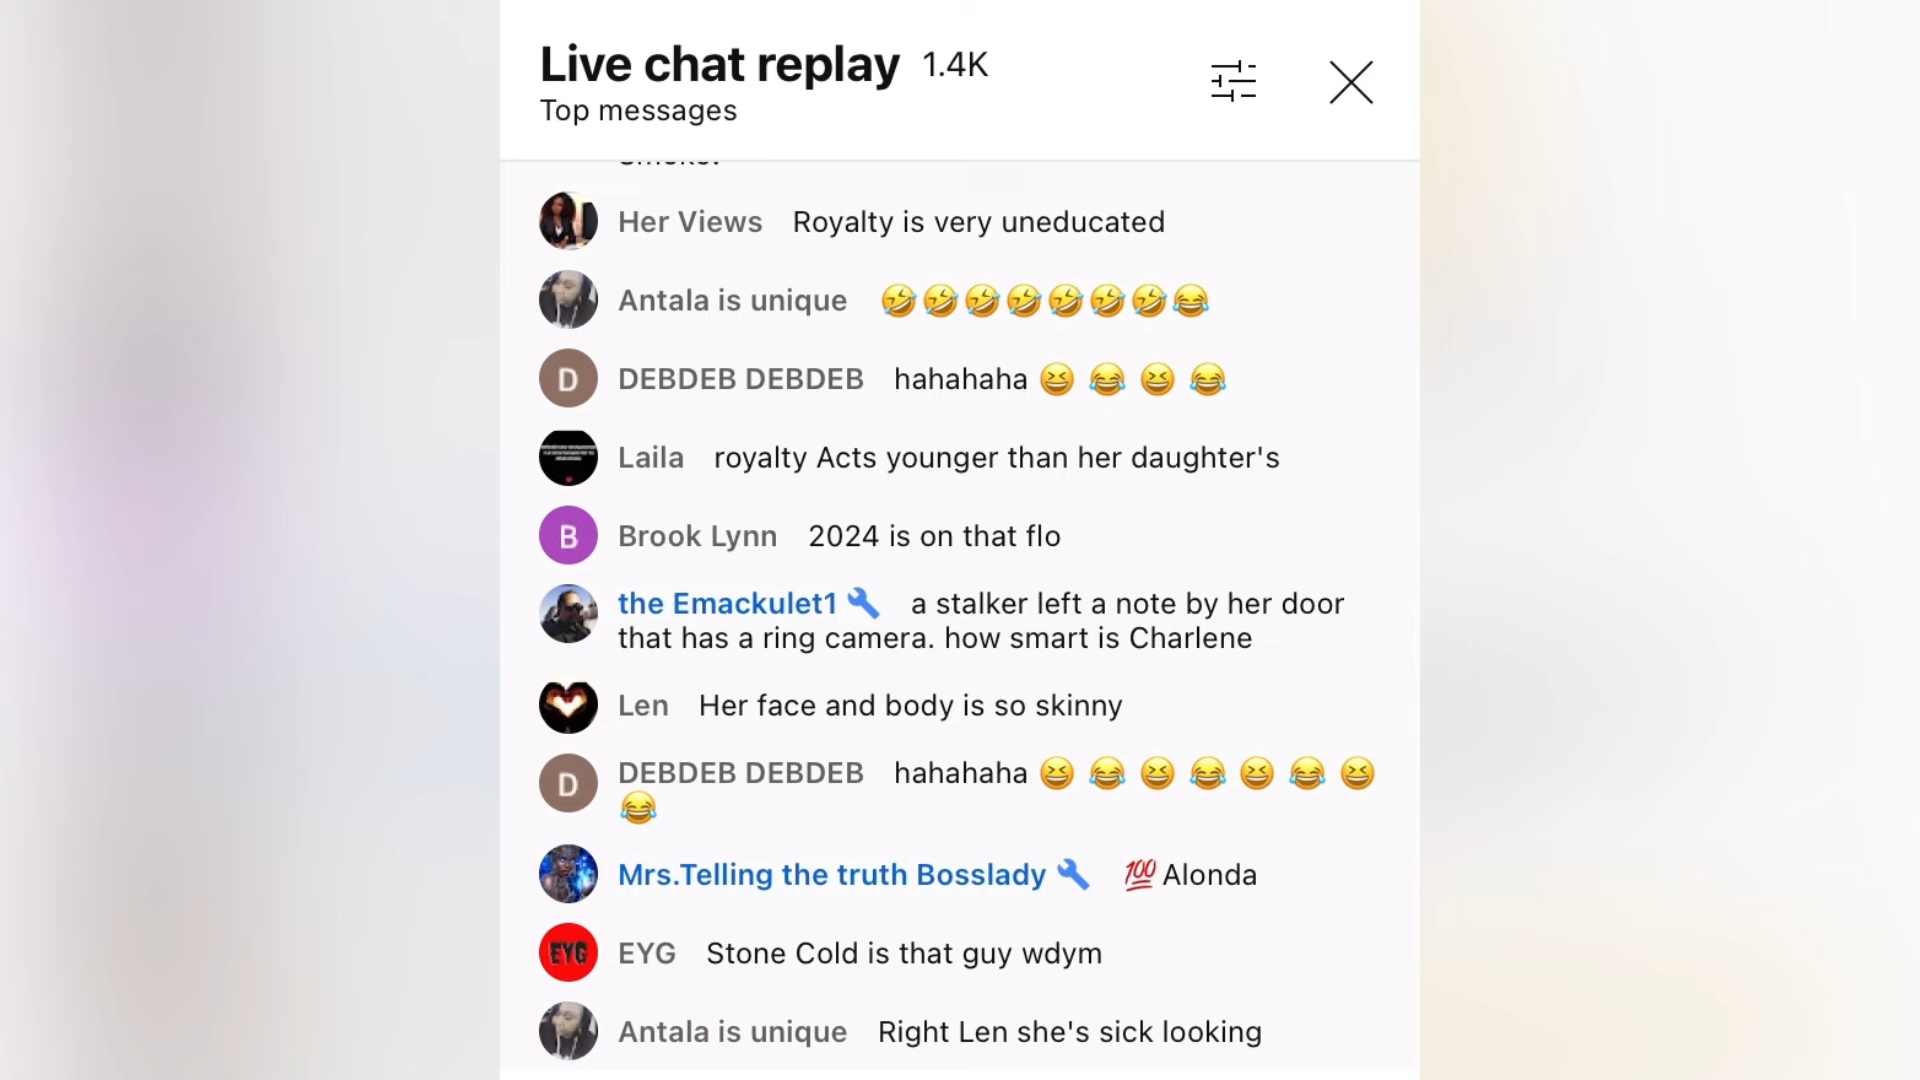 Live chat replay 1.4K
Top messages
Her Views Royalty is very uneducated
Antala is unique 🤣🤣🤣🤣🤣🤣🤣😂
D DEBDEB DEBDEB hahahaha 😆 😂 😆 😂
Laila royalty Acts younger than her daughter's
B Brook Lynn 2024 is on that flo
the Emackulet1 🔧 a stalker left a note by her door
that has a ring camera. how smart is Charlene
Len Her face and body is so skinny
D DEBDEB DEBDEB hahahaha 😆 😂 😆 😂 😆 😂 😆
😂
Mrs.Telling the truth Bosslady 🔧 💯 Alonda
EYG EYG Stone Cold is that guy wdym
Antala is unique Right Len she's sick looking